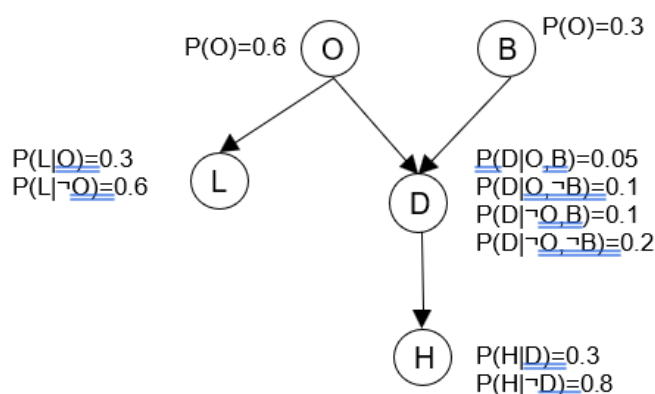 P(O)=0.6
O
B
P(O)=0.3
P(L|O)=0.3
P(L|¬O)=0.6
L
D
P(D|O,B)=0.05
P(D|O,¬B)=0.1
P(D|¬O,B)=0.1
P(D|¬O,¬B)=0.2
H
P(H|D)=0.3
P(H|¬D)=0.8